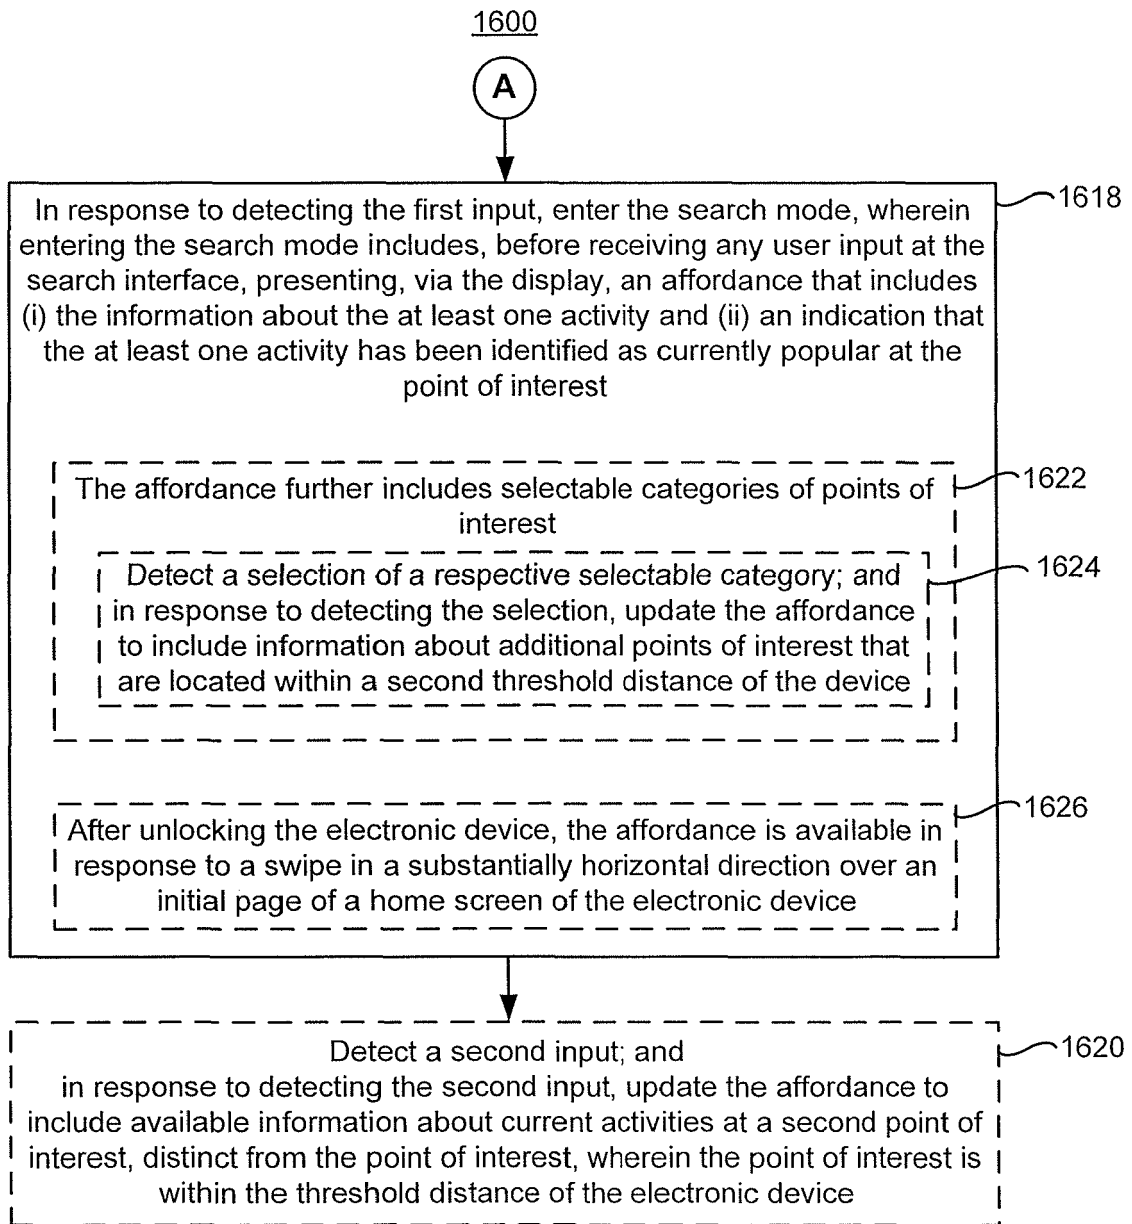 1600
A
1618
In response to detecting the first input, enter the search mode, wherein
entering the search mode includes, before receiving any user input at the
search interface, presenting, via the display, an affordance that includes
(i) the information about the at least one activity and (ii) an indication that
the at least one activity has been identified as currently popular at the
point of interest
1622
The affordance further includes selectable categories of points of
interest
1624
Detect a selection of a respective selectable category; and
in response to detecting the selection, update the affordance
to include information about additional points of interest that
are located within a second threshold distance of the device
1626
After unlocking the electronic device, the affordance is available in
response to a swipe in a substantially horizontal direction over an
initial page of a home screen of the electronic device
1620
Detect a second input; and
in response to detecting the second input, update the affordance to
include available information about current activities at a second point of
interest, distinct from the point of interest, wherein the point of interest is
within the threshold distance of the electronic device